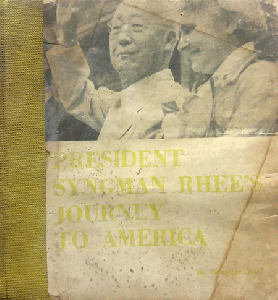 PRESIDENT
SYNGMAN RHEE'S
JOURNEY
TO AMERICA